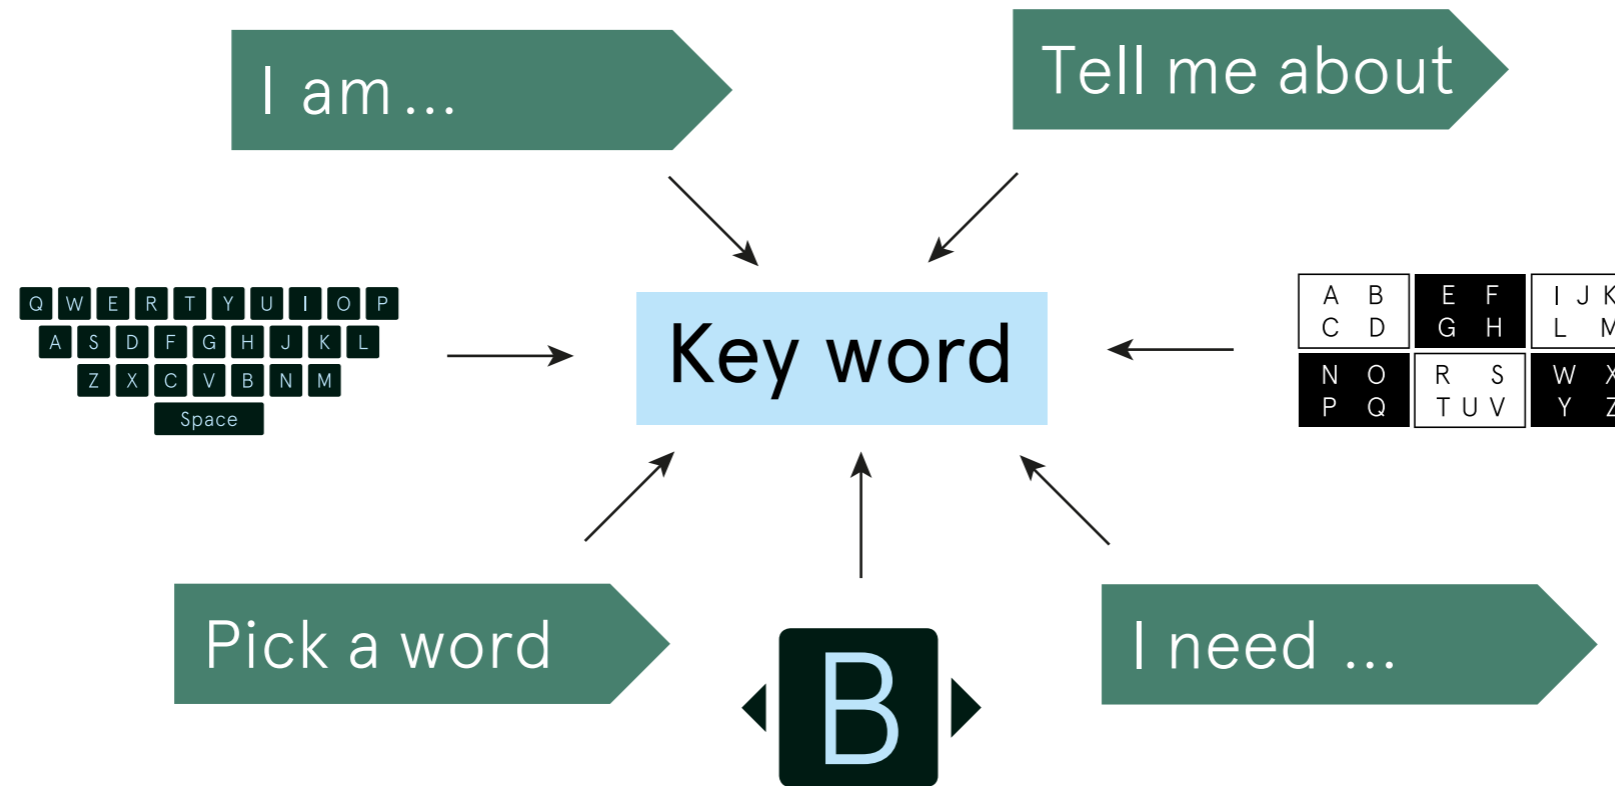 I am ...
Tell me about
Q W E R T Y U I O P
A S D F G H J K L
Z X C V B N M
Space
Key word
A B E F I J K
C D G H L M
N O R S W X
P Q T U V Y Z
Pick a word
B
I need ...